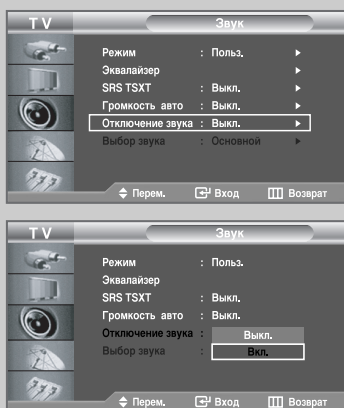 TV Звук
Режим : Польз.
Эквалайзер
SRS TSXT : Выкл.
Громкость авто : Выкл.
Отключение звука : Выкл.
Выбор звука : Основной
Перем. Вход Возврат
TV Звук
Режим : Польз.
Эквалайзер
SRS TSXT : Выкл.
Громкость авто : Выкл.
Отключение звука : Выкл.
Выбор звука : Вкл.
Перем. Вход Возврат